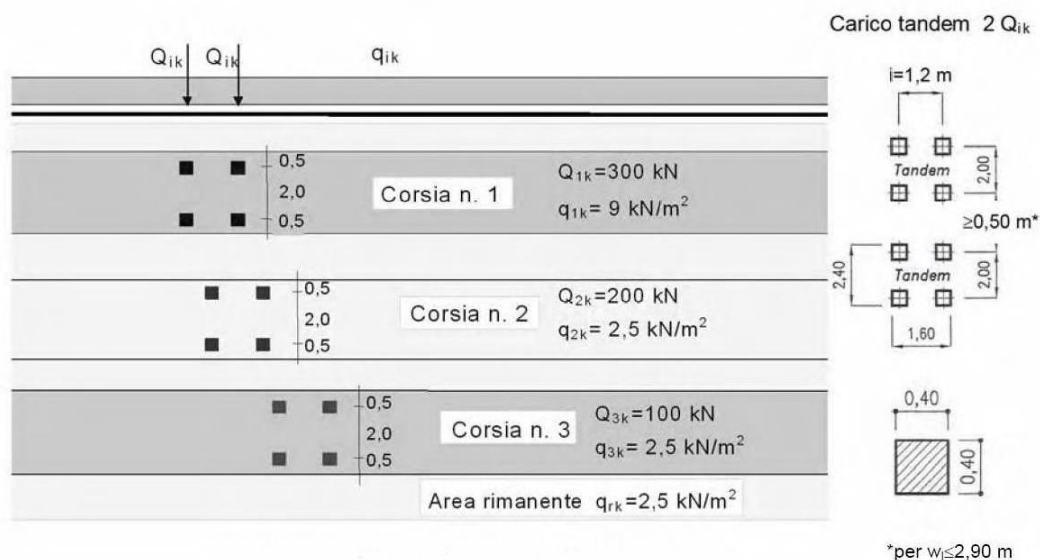 Carico tandem 2 Qik
Qik Qik qik
i=1,2 m
0,5
2,0
0,5
Corsia n. 1
Q1k=300 kN
q1k= 9 kN/m²
Tandem
2,00
≥0,50 m*
0,5
2,0
0,5
Corsia n. 2
Q2k=200 kN
q2k= 2,5 kN/m²
2,40
Tandem
2,00
1,60
0,5
2,0
0,5
Corsia n. 3
Q3k=100 kN
q3k= 2,5 kN/m²
0,40
0,40
Area rimanente qrk=2,5 kN/m²
*per wl≤2,90 m